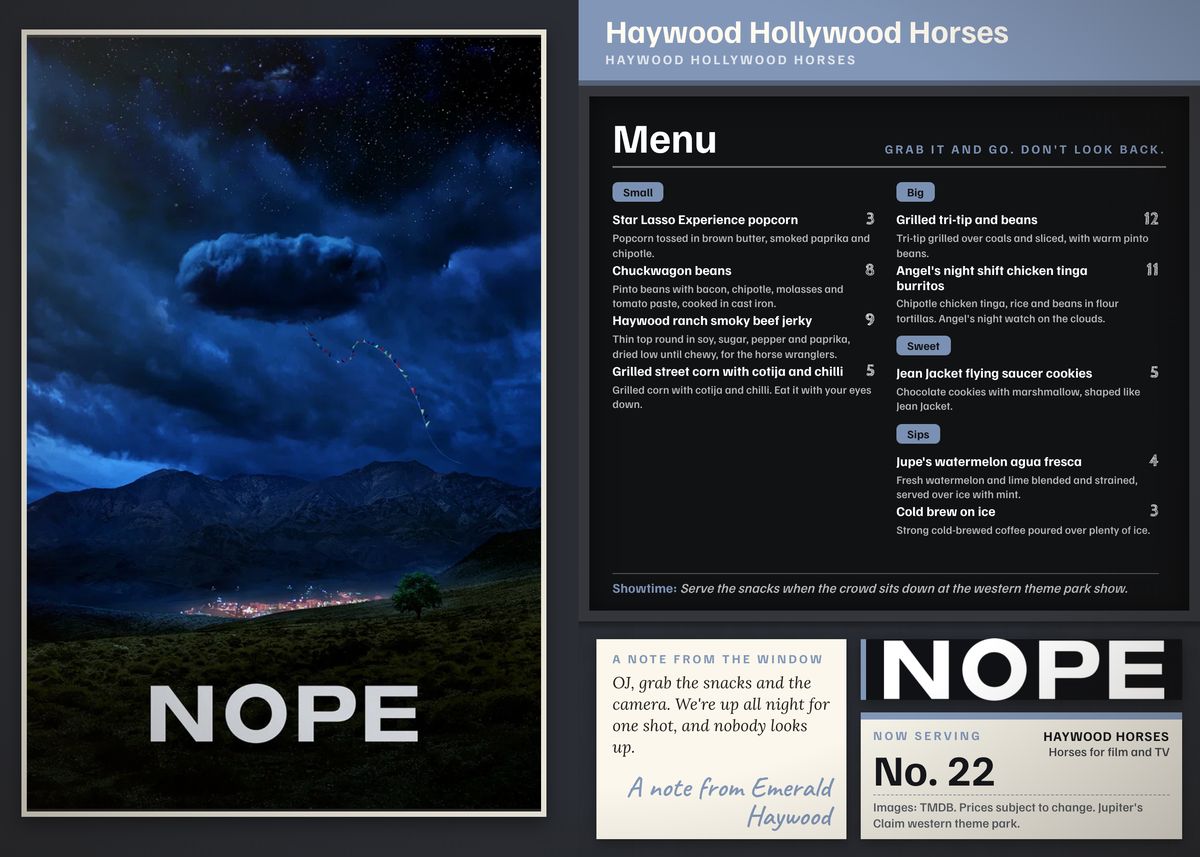 NOPE
Haywood Hollywood Horses
HAYWOOD HOLLYWOOD HORSES
Menu
GRAB IT AND GO. DON'T LOOK BACK.
Small
Star Lasso Experience popcorn 3
Popcorn tossed in brown butter, smoked paprika and
chipotle.
Chuckwagon beans 8
Pinto beans with bacon, chipotle, molasses and
tomato paste, cooked in cast iron.
Haywood ranch smoky beef jerky 9
Thin top round in soy, sugar, pepper and paprika,
dried low until chewy, for the horse wranglers.
Grilled street corn with cotija and chilli 5
Grilled corn with cotija and chilli. Eat it with your eyes
down.
Big
Grilled tri-tip and beans 12
Tri-tip grilled over coals and sliced, with warm pinto
beans.
Angel's night shift chicken tinga 11
burritos
Chipotle chicken tinga, rice and beans in flour
tortillas. Angel's night watch on the clouds.
Sweet
Jean Jacket flying saucer cookies 5
Chocolate cookies with marshmallow, shaped like
Jean Jacket.
Sips
Jupe's watermelon agua fresca 4
Fresh watermelon and lime blended and strained,
served over ice with mint.
Cold brew on ice 3
Strong cold-brewed coffee poured over plenty of ice.
Showtime: Serve the snacks when the crowd sits down at the western theme park show.
A NOTE FROM THE WINDOW
OJ, grab the snacks and the
camera. We're up all night for
one shot, and nobody looks
up.
A note from Emerald
Haywood
NOPE
NOW SERVING
No. 22
HAYWOOD HORSES
Horses for film and TV
Images: TMDB. Prices subject to change. Jupiter's
Claim western theme park.